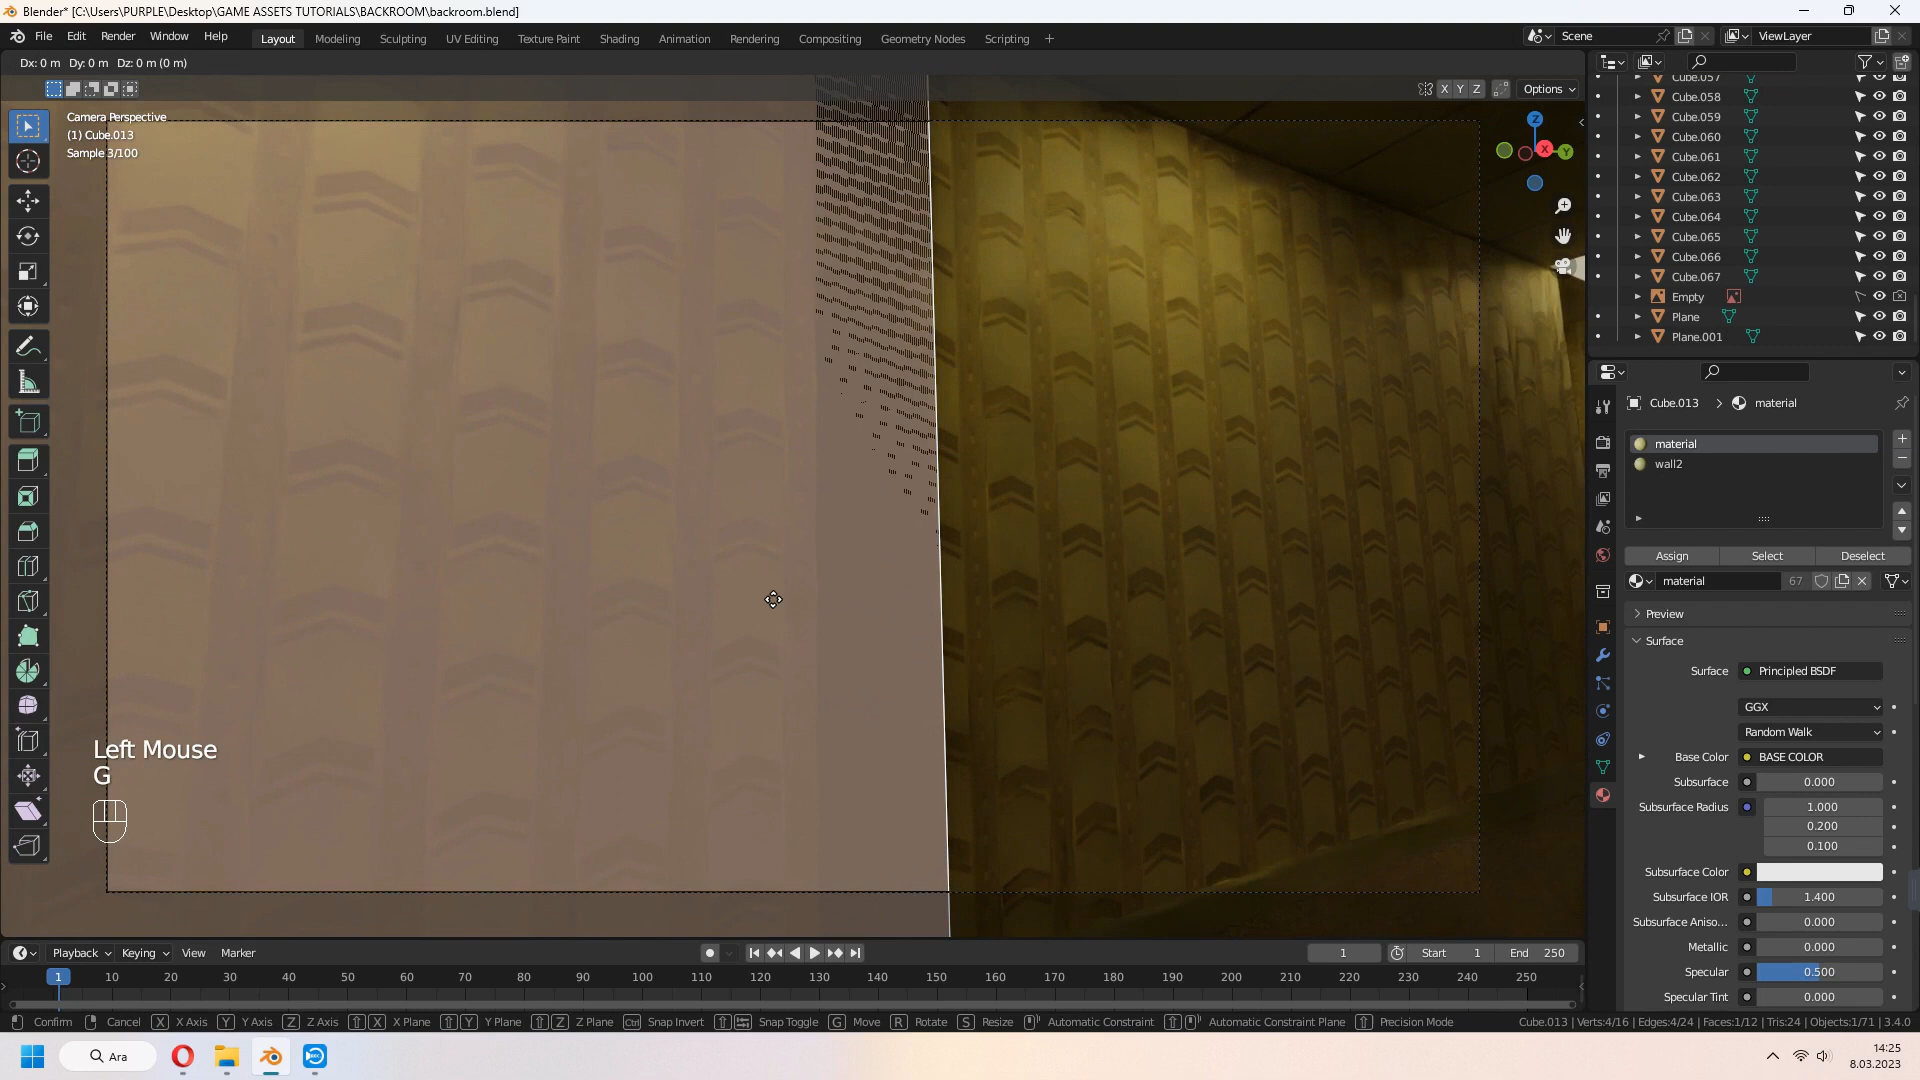 Blender* [C:\Users\PURPLE\Desktop\GAME ASSETS TUTORIALS\BACKROOM\backroom.blend]
File Edit Render Window Help Layout Modeling Sculpting UV Editing Texture Paint Shading Animation Rendering Compositing Geometry Nodes Scripting + Scene ViewLayer
Dx: 0 m Dy: 0 m Dz: 0 m (0 m)
X Y Z Options
Camera Perspective
(1) Cube.013
Sample 3/100
Z
X
Y
Left Mouse
G
Cube.057
Cube.058
Cube.059
Cube.060
Cube.061
Cube.062
Cube.063
Cube.064
Cube.065
Cube.066
Cube.067
Empty
Plane
Plane.001
Cube.013 > material
material
wall2
Assign Select Deselect
material 67
Preview
Surface
Surface Principled BSDF
GGX
Random Walk
Base Color BASE COLOR
Subsurface 0.000
Subsurface Radius 1.000
0.200
0.100
Subsurface Color
Subsurface IOR 1.400
Subsurface Aniso... 0.000
Metallic 0.000
Specular 0.500
Specular Tint 0.000
Playback Keying View Marker 1 Start 1 End 250
1 10 20 30 40 50 60 70 80 90 100 110 120 130 140 150 160 170 180 190 200 210 220 230 240 250
Confirm Cancel X X Axis Y Y Axis Z Z Axis X X Plane Y Y Plane Z Z Plane Ctrl Snap Invert Snap Toggle G Move R Rotate S Resize Automatic Constraint Automatic Constraint Plane Precision Mode Cube.013 | Verts:4/16 | Edges:4/24 | Faces:1/12 | Tris:24 | Objects:1/71 | 3.4.0
Ara
REC
14:25
8.03.2023